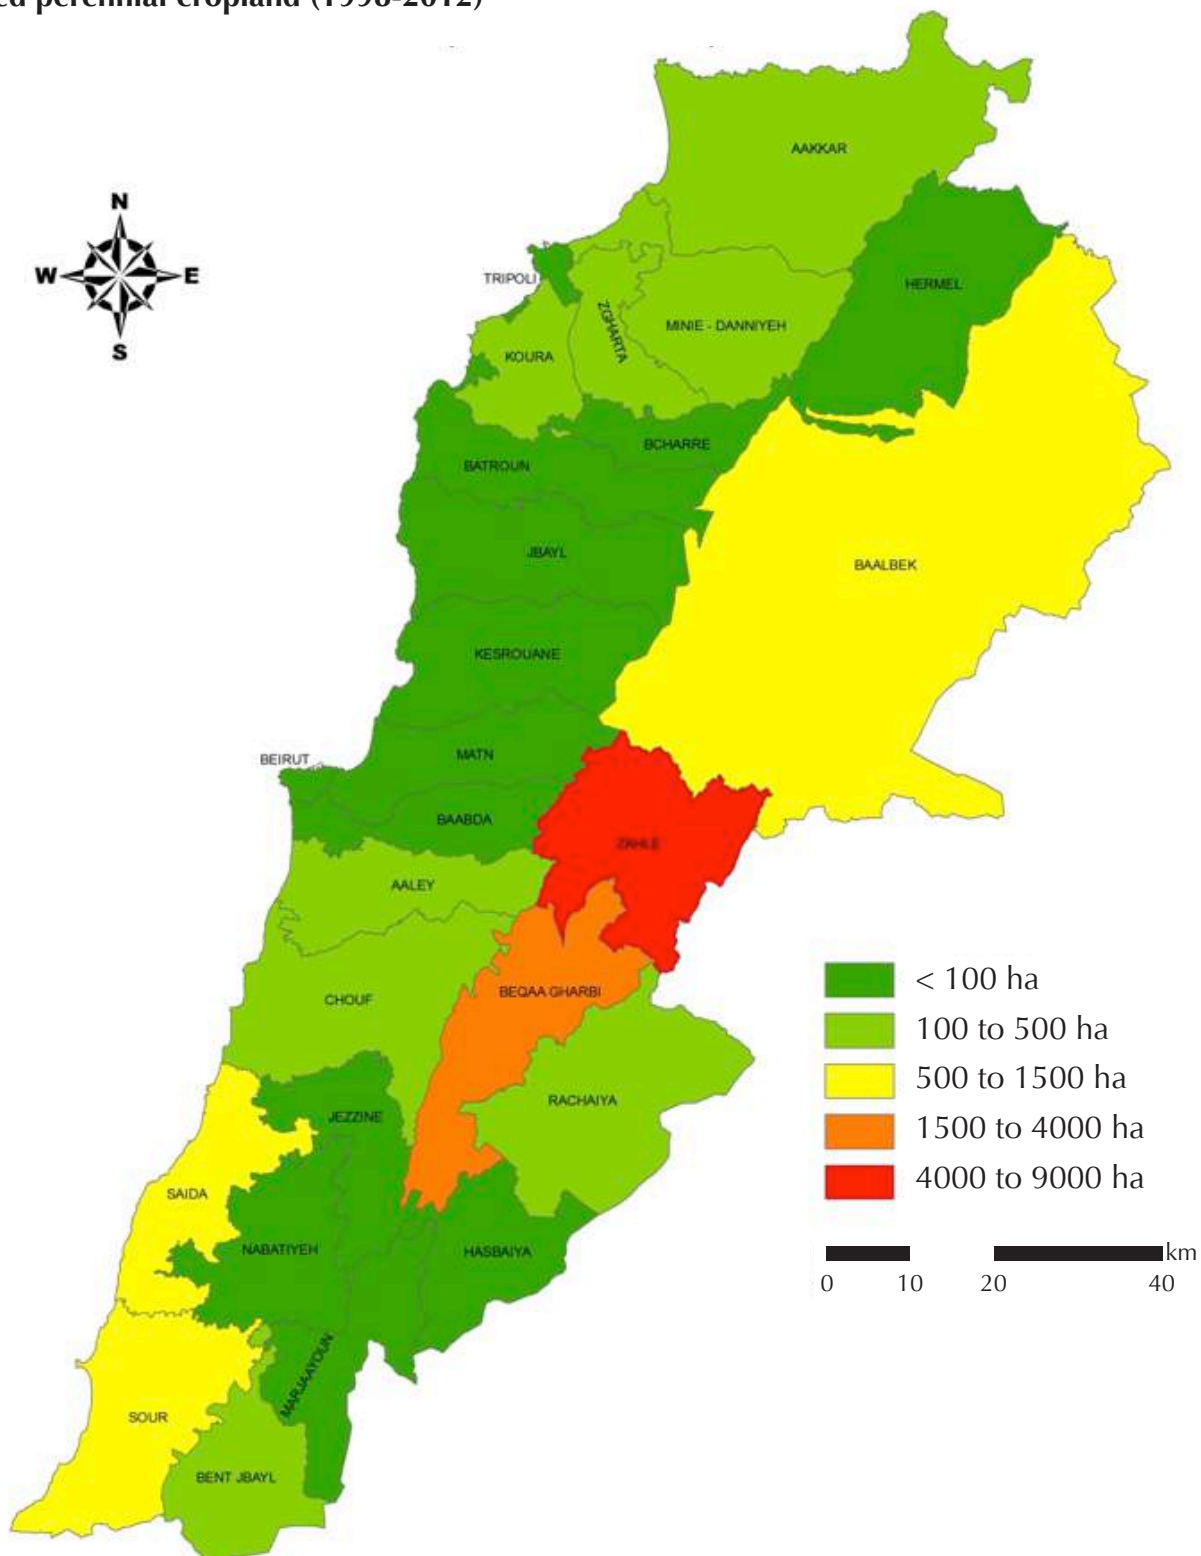 perennial cropland (1998-2012)
AAKKAR
N
W
E
S
TRIPOLI
HERMEL
ZGHARTA
MINIE - DANNIYEH
KOURA
BCHARRE
BATROUN
JBAYL
BAALBEK
KESROUANE
MATN
BEIRUT
BAABDA
ZAHLE
AALEY
BEQAA GHARBI
CHOUF
RACHAIYA
JEZZINE
SAIDA
NABATIYEH
HASBAIYA
MARJAAYOUN
SOUR
BENT JBAYL
< 100 ha
100 to 500 ha
500 to 1500 ha
1500 to 4000 ha
4000 to 9000 ha
km
0 10 20 40